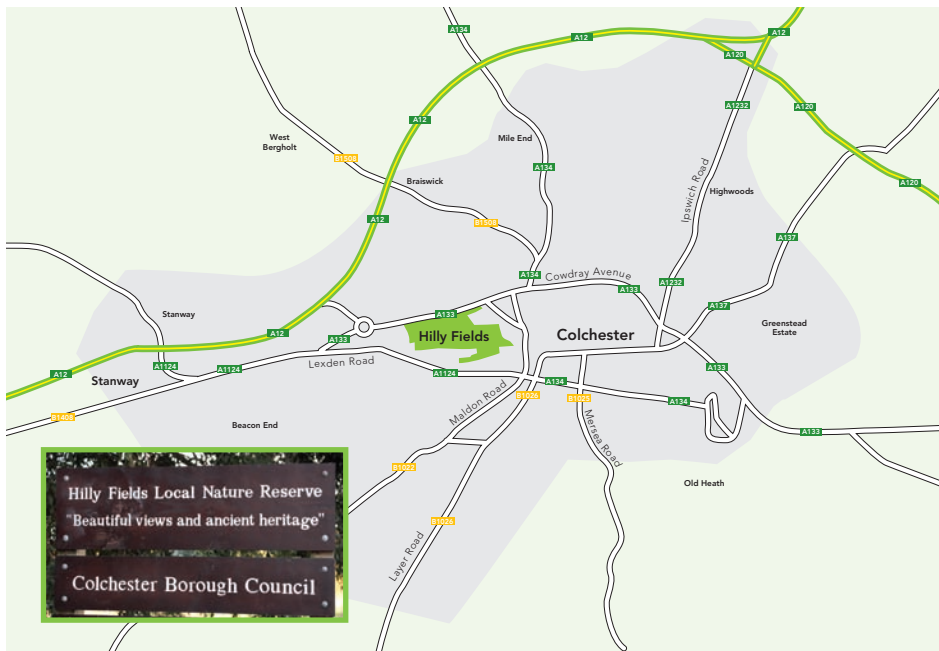 A134
A12
A12
A120
A1232
A120
A12
Mile End
West
Bergholt
B1508
A134
Ipswich Road
Highwoods
A120
Braiswick
A12
B1508
A137
A134
Cowdray Avenue
A1232
A133
A137
Stanway
A133
Greenstead
Estate
A12
A133
Hilly Fields
Colchester
Lexden Road
A1124
A1124
A1124
A133
A12
Stanway
A134
Maldon Road
B1026
B1025
A134
B1408
Beacon End
Mersea Road
A133
B1022
Old Heath
B1026
Layer Road
Hilly Fields Local Nature Reserve
"Beautiful views and ancient heritage"
Colchester Borough Council